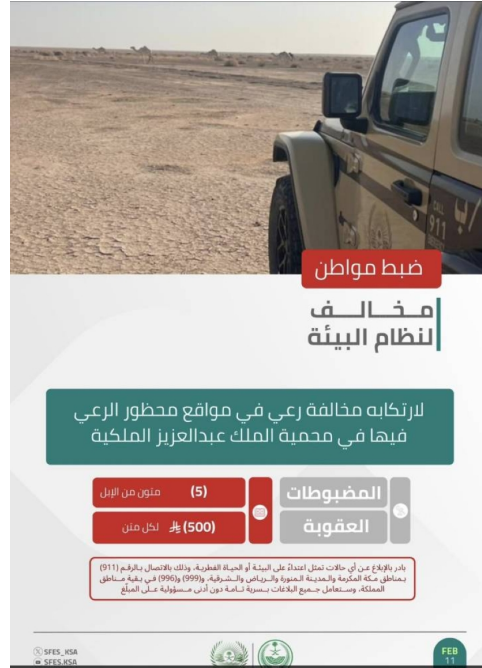 CALL
911
ضبط مواطن
مخالف
لنظام البيئة
لارتكابه مخالفة رعي في مواقع محظور الرعي
فيها في محمية الملك عبدالعزيز الملكية
المضبوطات
(5) متون من الإبل
العقوبة
(500) لكل متن
بادر بالإبلاغ عن أي حالات تمثل اعتداءً على البيئة أو الحياة الفطرية، وذلك بالاتصال بالرقم (911)
بمناطق مكة المكرمة والمدينة المنورة والرياض والشرقية، و(999) و(996) في بقية مناطق
المملكة، وستعامل جميع البلاغات بسرية تامة دون أدنى مسؤولية على المبلّغ
SFES_KSA
SFES.KSA
FEB
11